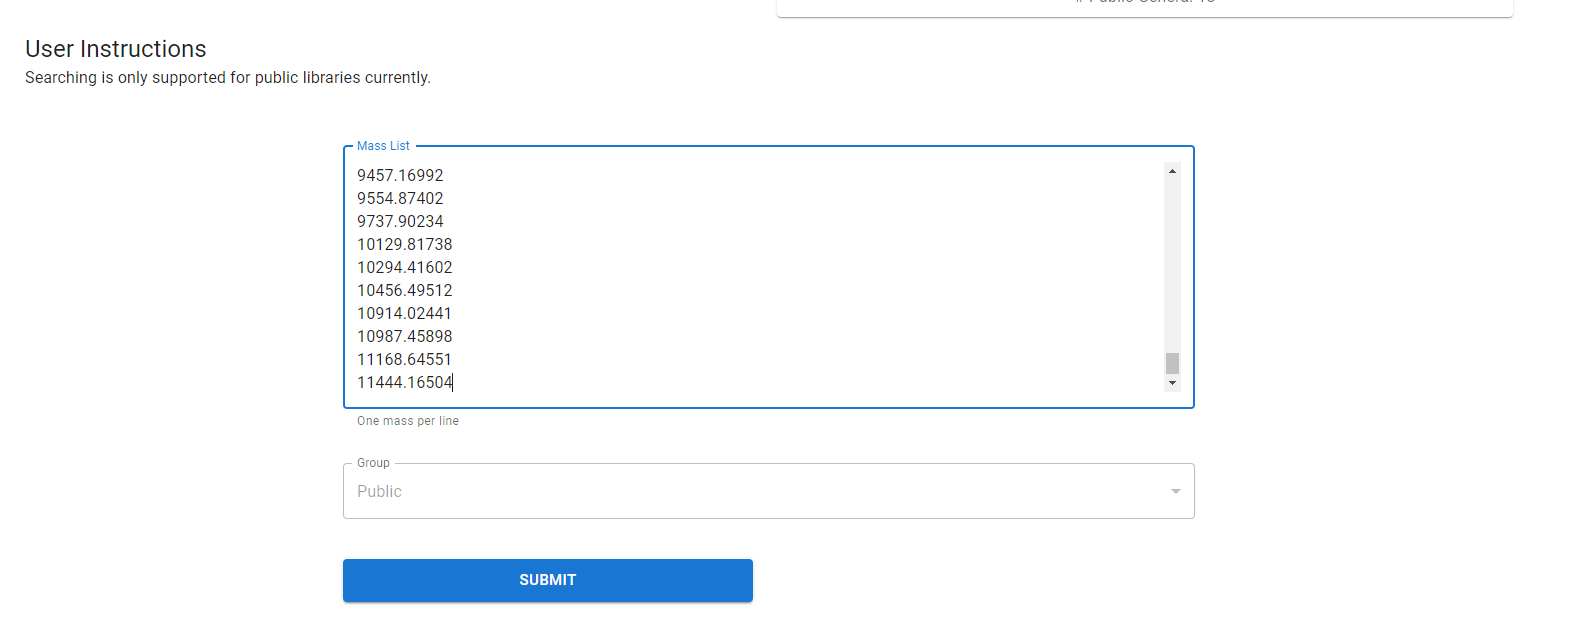 User Instructions
Searching is only supported for public libraries currently.
Mass List
9457.16992
9554.87402
9737.90234
10129.81738
10294.41602
10456.49512
10914.02441
10987.45898
11168.64551
11444.16504
One mass per line
Group
Public
SUBMIT